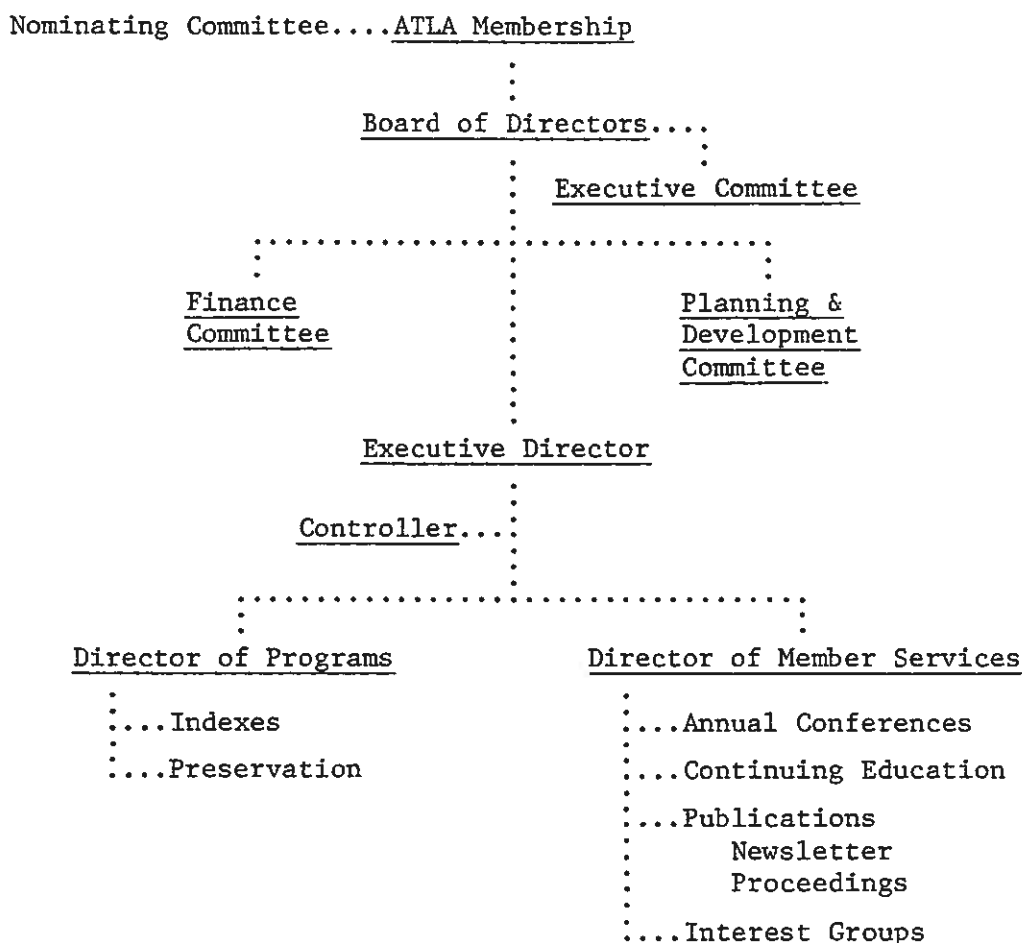 Nominating Committee....ATLA Membership
Board of Directors....
Executive Committee
Finance
Committee
Planning &
Development
Committee
Executive Director
Controller...
Director of Programs
...Indexes
...Preservation
Director of Member Services
...Annual Conferences
...Continuing Education
...Publications
Newsletter
Proceedings
...Interest Groups